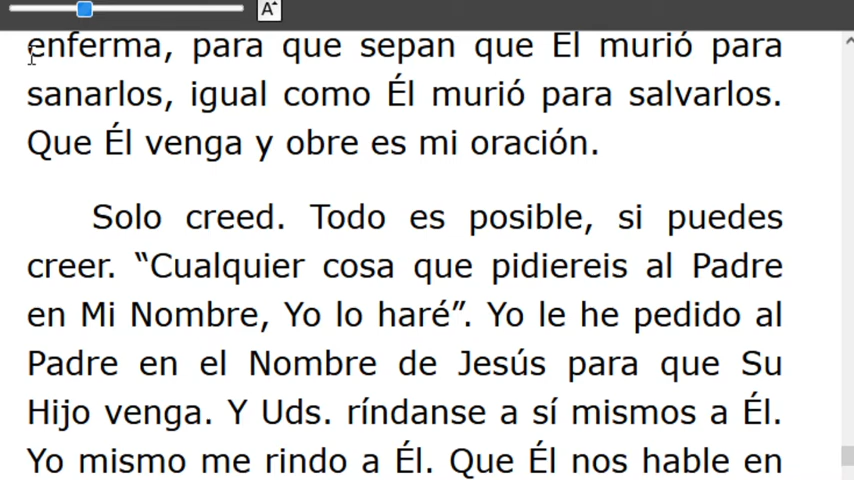 A
enferma, para que sepan que Él murió para
sanarlos, igual como Él murió para salvarlos.
Que Él venga y obre es mi oración.
Solo creed. Todo es posible, si puedes
creer. “Cualquier cosa que pidiereis al Padre
en Mi Nombre, Yo lo haré”. Yo le he pedido al
Padre en el Nombre de Jesús para que Su
Hijo venga. Y Uds. ríndanse a sí mismos a Él.
Yo mismo me rindo a Él. Que Él nos hable en